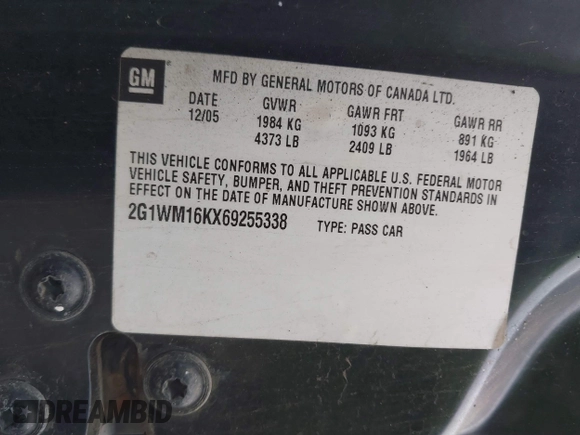 GM
MFD BY GENERAL MOTORS OF CANADA LTD.
DATE GVWR GAWR FRT GAWR RR
12/05 1984 KG 1093 KG 891 KG
4373 LB 2409 LB 1964 LB
THIS VEHICLE CONFORMS TO ALL APPLICABLE U.S. FEDERAL MOTOR
VEHICLE SAFETY, BUMPER, AND THEFT PREVENTION STANDARDS IN
EFFECT ON THE DATE OF MANUFACTURE SHOWN ABOVE.
2G1WM16KX69255338 TYPE: PASS CAR
DREAMBID